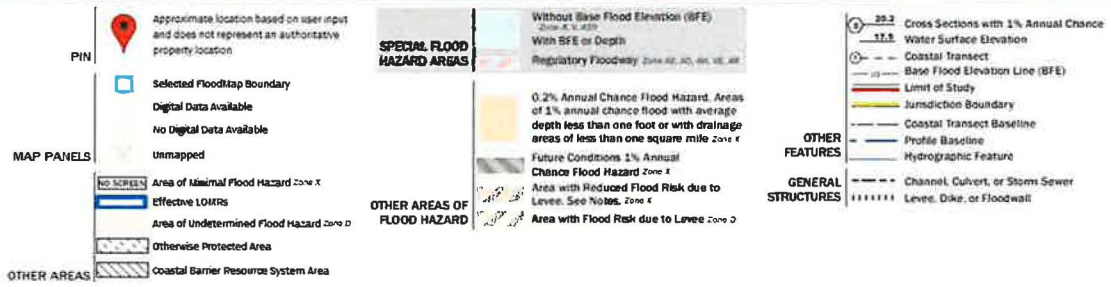 PIN
Approximate location based on user input
and does not represent an authoritative
property location
MAP PANELS
Selected FloodMap Boundary
Digital Data Available
No Digital Data Available
Unmapped
OTHER AREAS
NO SCREEN Area of Minimal Flood Hazard Zone X
Effective LOMRs
Area of Undetermined Flood Hazard Zone D
Otherwise Protected Area
Coastal Barrier Resource System Area
SPECIAL FLOOD
HAZARD AREAS
Without Base Flood Elevation (BFE)
Zone A, V, A99
With BFE or Depth
Regulatory Floodway Zone AE, AO, AH, VE, AR
OTHER AREAS OF
FLOOD HAZARD
0.2% Annual Chance Flood Hazard, Areas
of 1% annual chance flood with average
depth less than one foot or with drainage
areas of less than one square mile Zone X
Future Conditions 1% Annual
Chance Flood Hazard Zone X
Area with Reduced Flood Risk due to
Levee. See Notes. Zone X
Area with Flood Risk due to Levee Zone D
OTHER
FEATURES
20.2 Cross Sections with 1% Annual Chance
17.5 Water Surface Elevation
Coastal Transect
Base Flood Elevation Line (BFE)
Limit of Study
Jurisdiction Boundary
Coastal Transect Baseline
Profile Baseline
Hydrographic Feature
GENERAL
STRUCTURES
Channel, Culvert, or Storm Sewer
Levee, Dike, or Floodwall